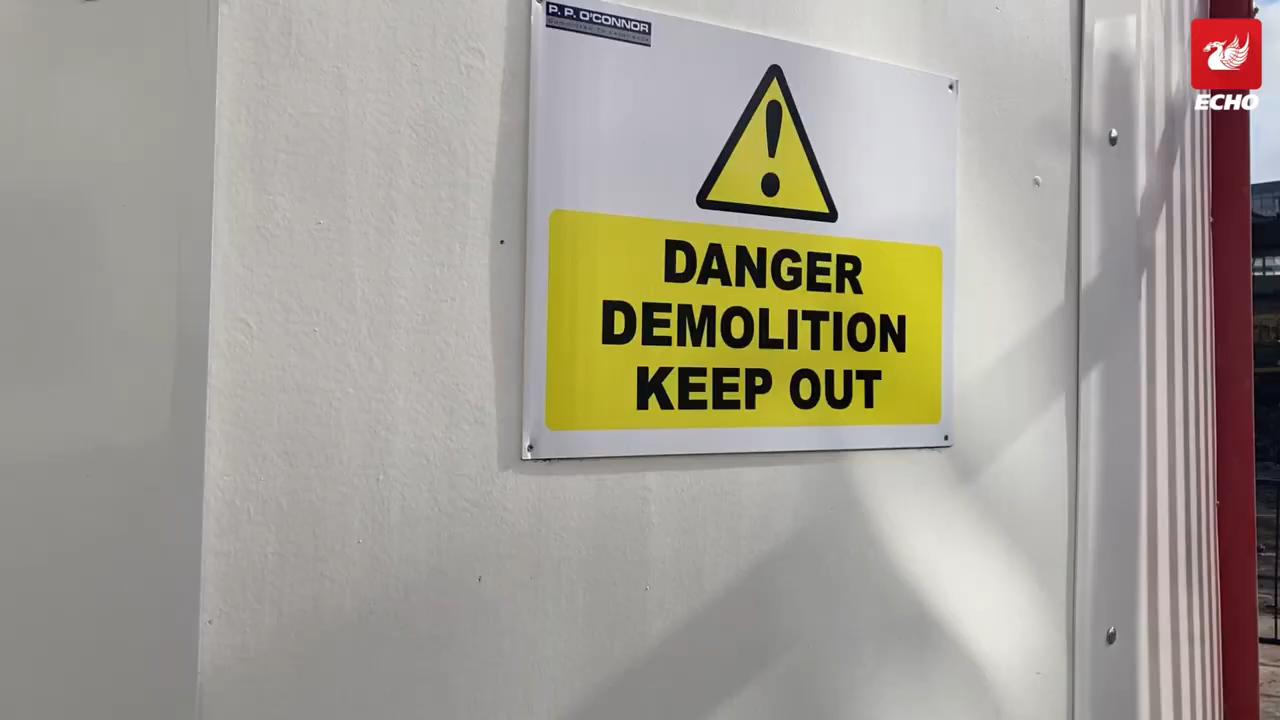 P. P. O'CONNOR
ECHO
DANGER
DEMOLITION
KEEP OUT